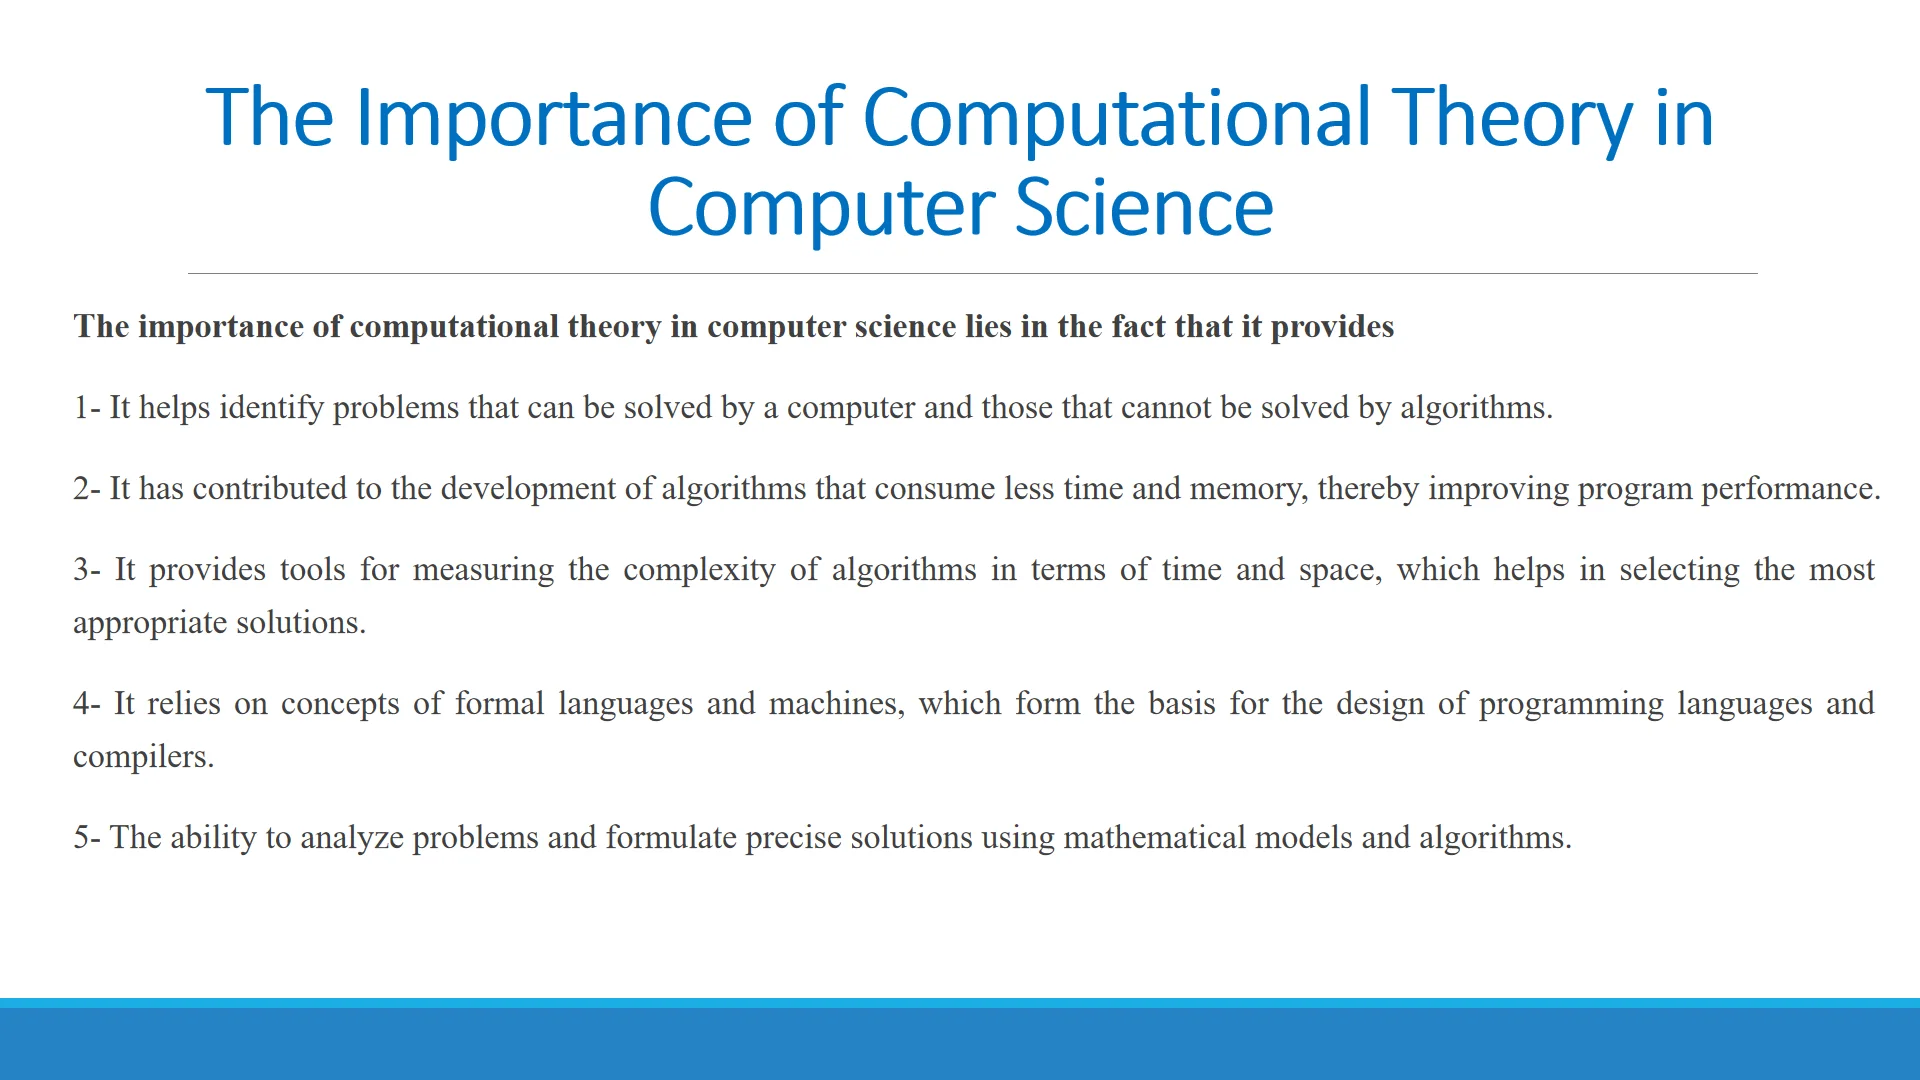 The Importance of Computational Theory in
Computer Science
The importance of computational theory in computer science lies in the fact that it provides
1- It helps identify problems that can be solved by a computer and those that cannot be solved by algorithms.
2- It has contributed to the development of algorithms that consume less time and memory, thereby improving program performance.
3- It provides tools for measuring the complexity of algorithms in terms of time and space, which helps in selecting the most
appropriate solutions.
4- It relies on concepts of formal languages and machines, which form the basis for the design of programming languages and
compilers.
5- The ability to analyze problems and formulate precise solutions using mathematical models and algorithms.